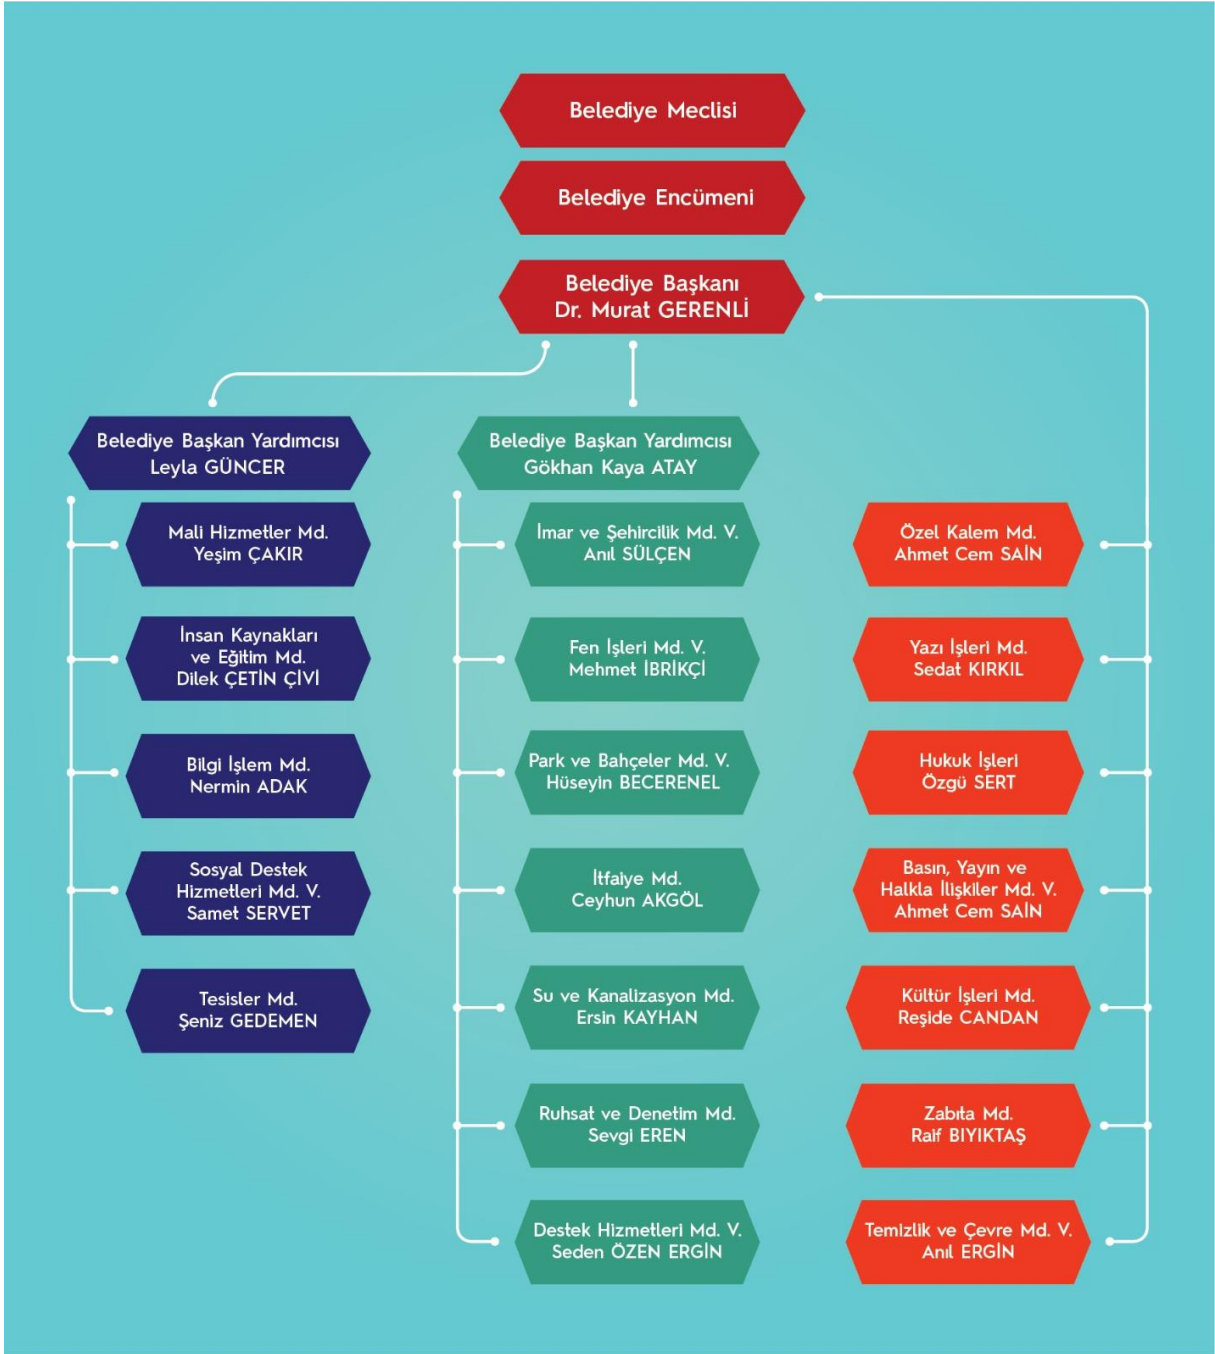 Belediye Meclisi
Belediye Encümeni
Belediye Başkanı
Dr. Murat GERENLİ
Belediye Başkan Yardımcısı
Leyla GÜNCER
Mali Hizmetler Md.
Yeşim ÇAKIR
İnsan Kaynakları
ve Eğitim Md.
Dilek ÇETİN ÇİVİ
Bilgi İşlem Md.
Nermin ADAK
Sosyal Destek
Hizmetleri Md. V.
Samet SERVET
Tesisler Md.
Şeniz GEDEMEN
Belediye Başkan Yardımcısı
Gökhan Kaya ATAY
İmar ve Şehircilik Md. V.
Anıl SÜLÇEN
Fen İşleri Md. V.
Mehmet İBRİKÇİ
Park ve Bahçeler Md. V.
Hüseyin BECERENEL
İtfaiye Md.
Ceyhun AKGÖL
Su ve Kanalizasyon Md.
Ersin KAYHAN
Ruhsat ve Denetim Md.
Sevgi EREN
Destek Hizmetleri Md. V.
Seden ÖZEN ERGİN
Özel Kalem Md.
Ahmet Cem SAİN
Yazı İşleri Md.
Sedat KIRKIL
Hukuk İşleri
Özgü SERT
Basın, Yayın ve
Halkla İlişkiler Md. V.
Ahmet Cem SAİN
Kültür İşleri Md.
Reşide CANDAN
Zabıta Md.
Raif BIYIKTAŞ
Temizlik ve Çevre Md. V.
Anıl ERGİN